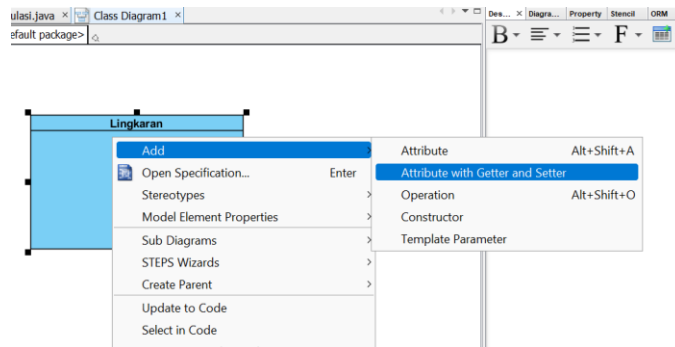 ulasi.java × Class Diagram1 ×
Des... × Diagra... Property Stencil ORM
efault package>
B F
Lingkaran
Add
Open Specification... Enter
Stereotypes
Model Element Properties
Sub Diagrams
STEPS Wizards
Create Parent
Update to Code
Select in Code
Attribute Alt+Shift+A
Attribute with Getter and Setter
Operation Alt+Shift+O
Constructor
Template Parameter